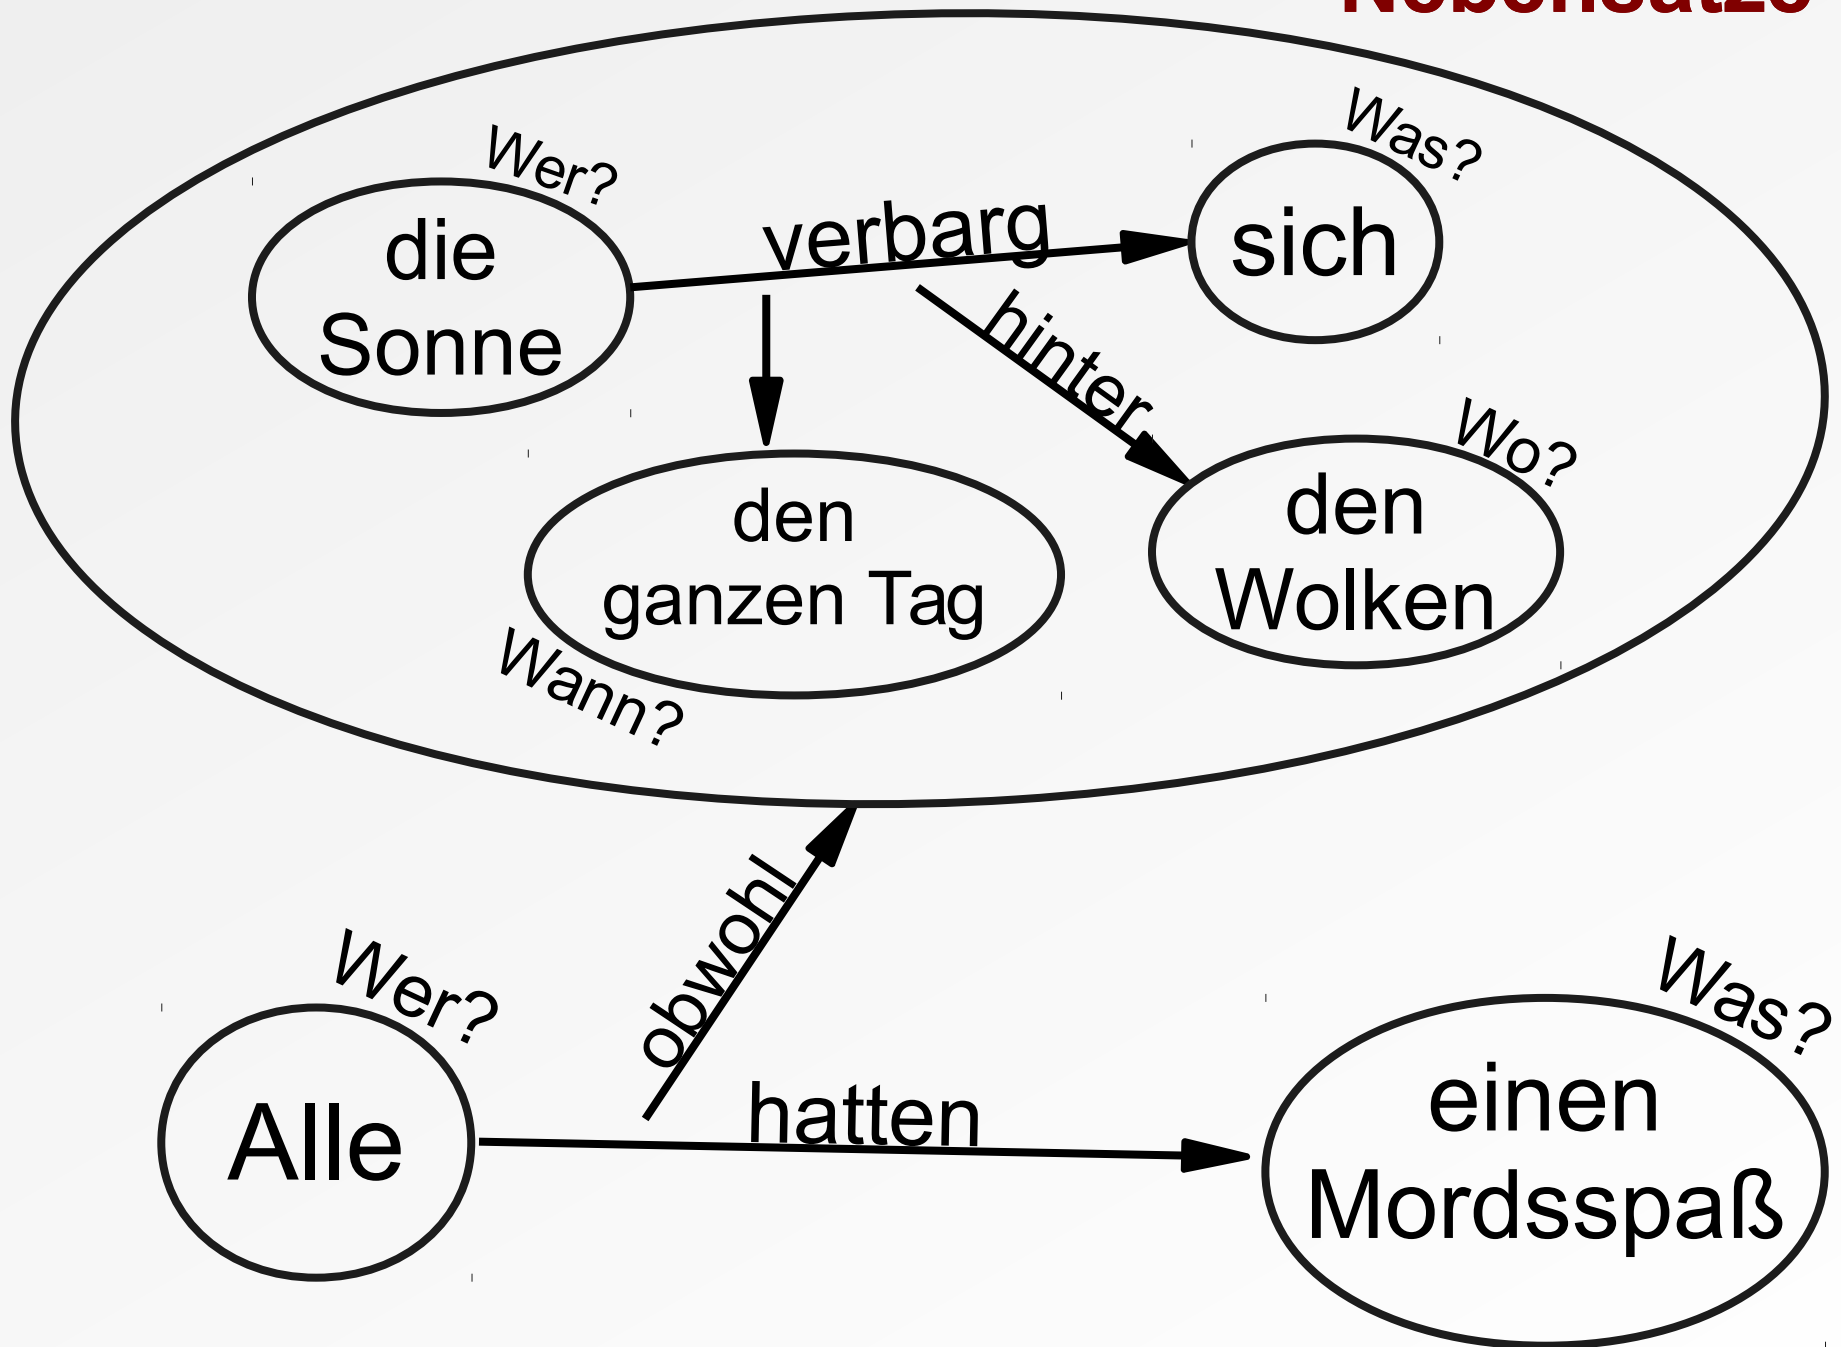 Nebensätze
Wer?
Was?
die
Sonne
verbarg
sich
hinter
Wo?
den
ganzen Tag
den
Wolken
Wann?
obwohl
Wer?
Was?
Alle
hatten
einen
Mordsspaß